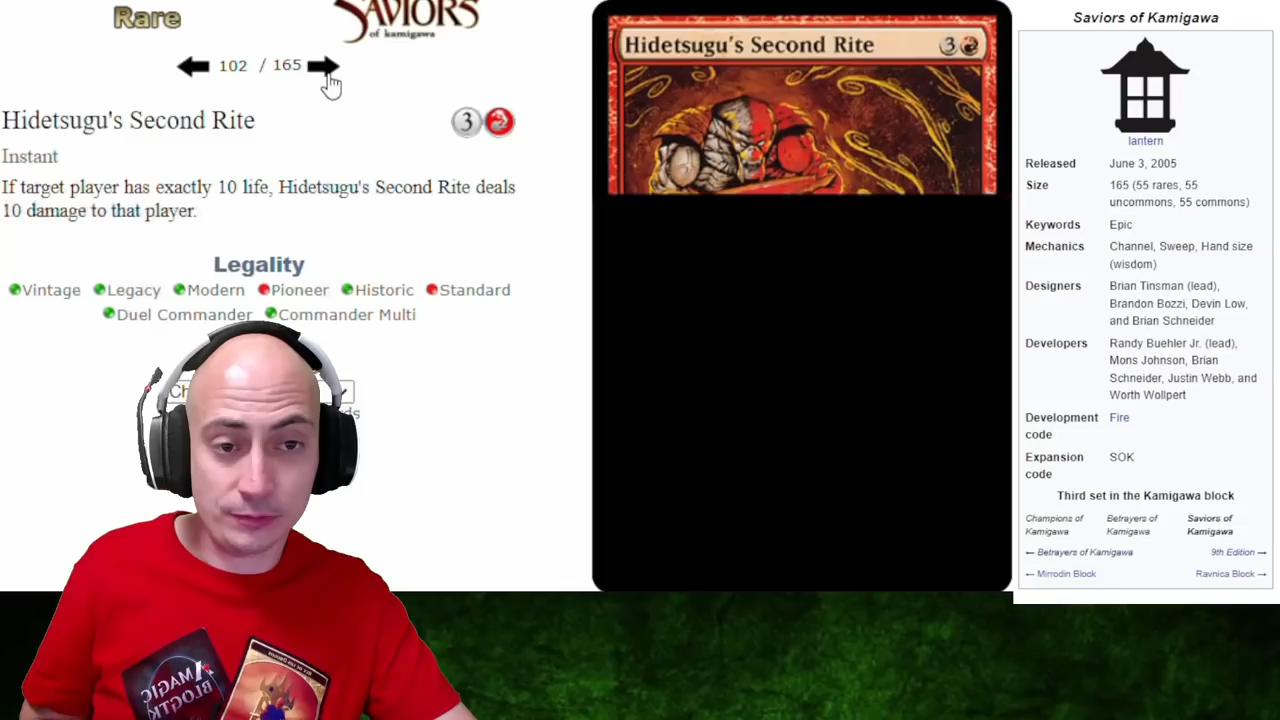 Rare
SAVIORS
of kamigawa
102 / 165
Hidetsugu's Second Rite
3
Instant
If target player has exactly 10 life, Hidetsugu's Second Rite deals
10 damage to that player.
Legality
Vintage Legacy Modern Pioneer Historic Standard
Duel Commander Commander Multi
Ch
ds
MAGIC
BLOGTK
Hidetsugu's Second Rite 3
Saviors of Kamigawa
lantern
Released June 3, 2005
Size 165 (55 rares, 55
uncommons, 55 commons)
Keywords Epic
Mechanics Channel, Sweep, Hand size
(wisdom)
Designers Brian Tinsman (lead),
Brandon Bozzi, Devin Low,
and Brian Schneider
Developers Randy Buehler Jr. (lead),
Mons Johnson, Brian
Schneider, Justin Webb, and
Worth Wollpert
Development Fire
code
Expansion SOK
code
Third set in the Kamigawa block
Champions of Betrayers of Saviors of
Kamigawa Kamigawa Kamigawa
← Betrayers of Kamigawa 9th Edition →
← Mirrodin Block Ravnica Block →